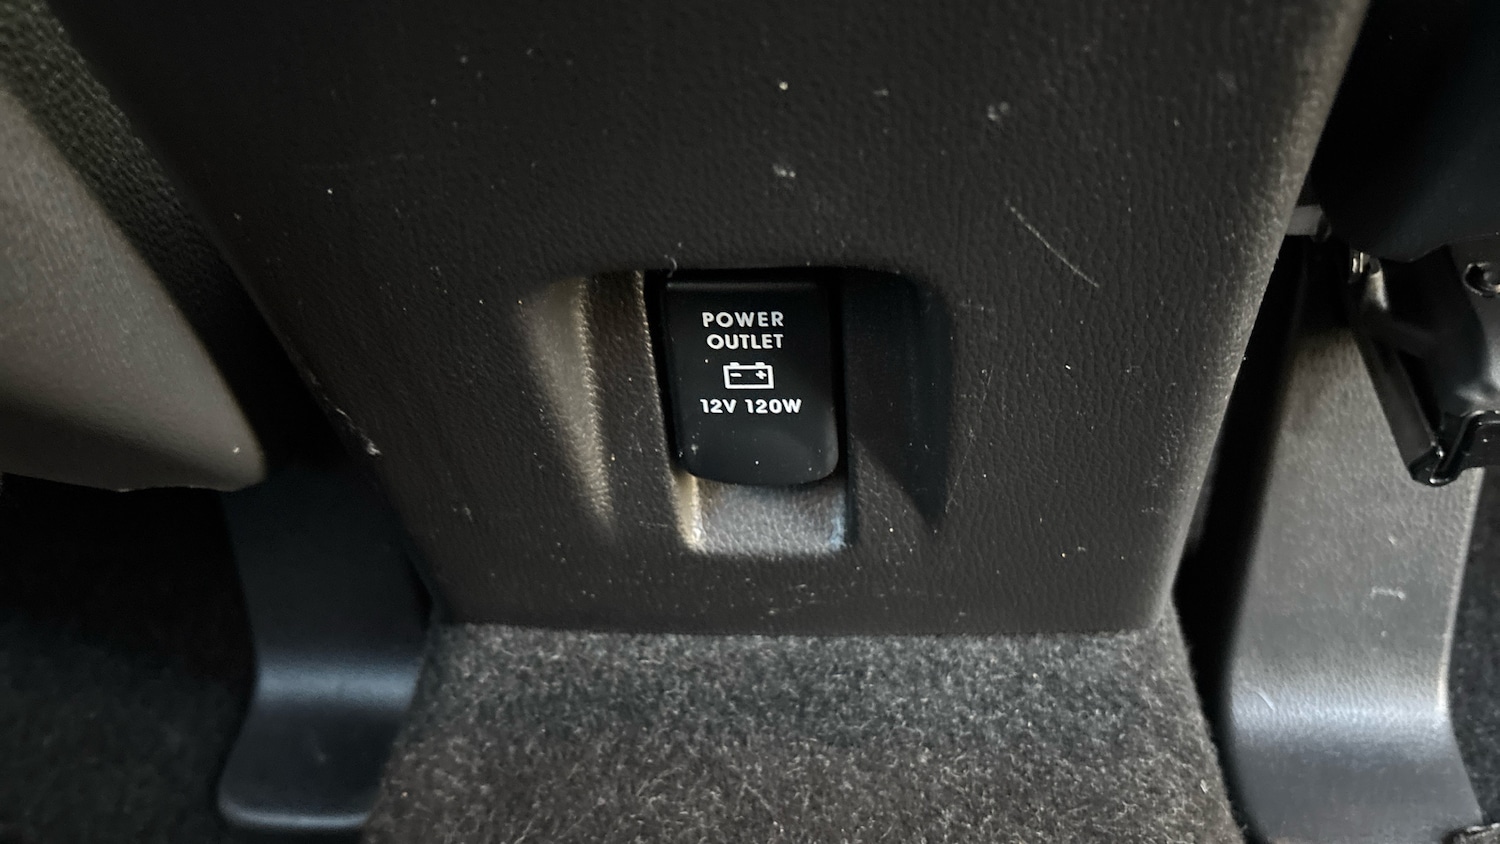 POWER
OUTLET
- +
12V 120W